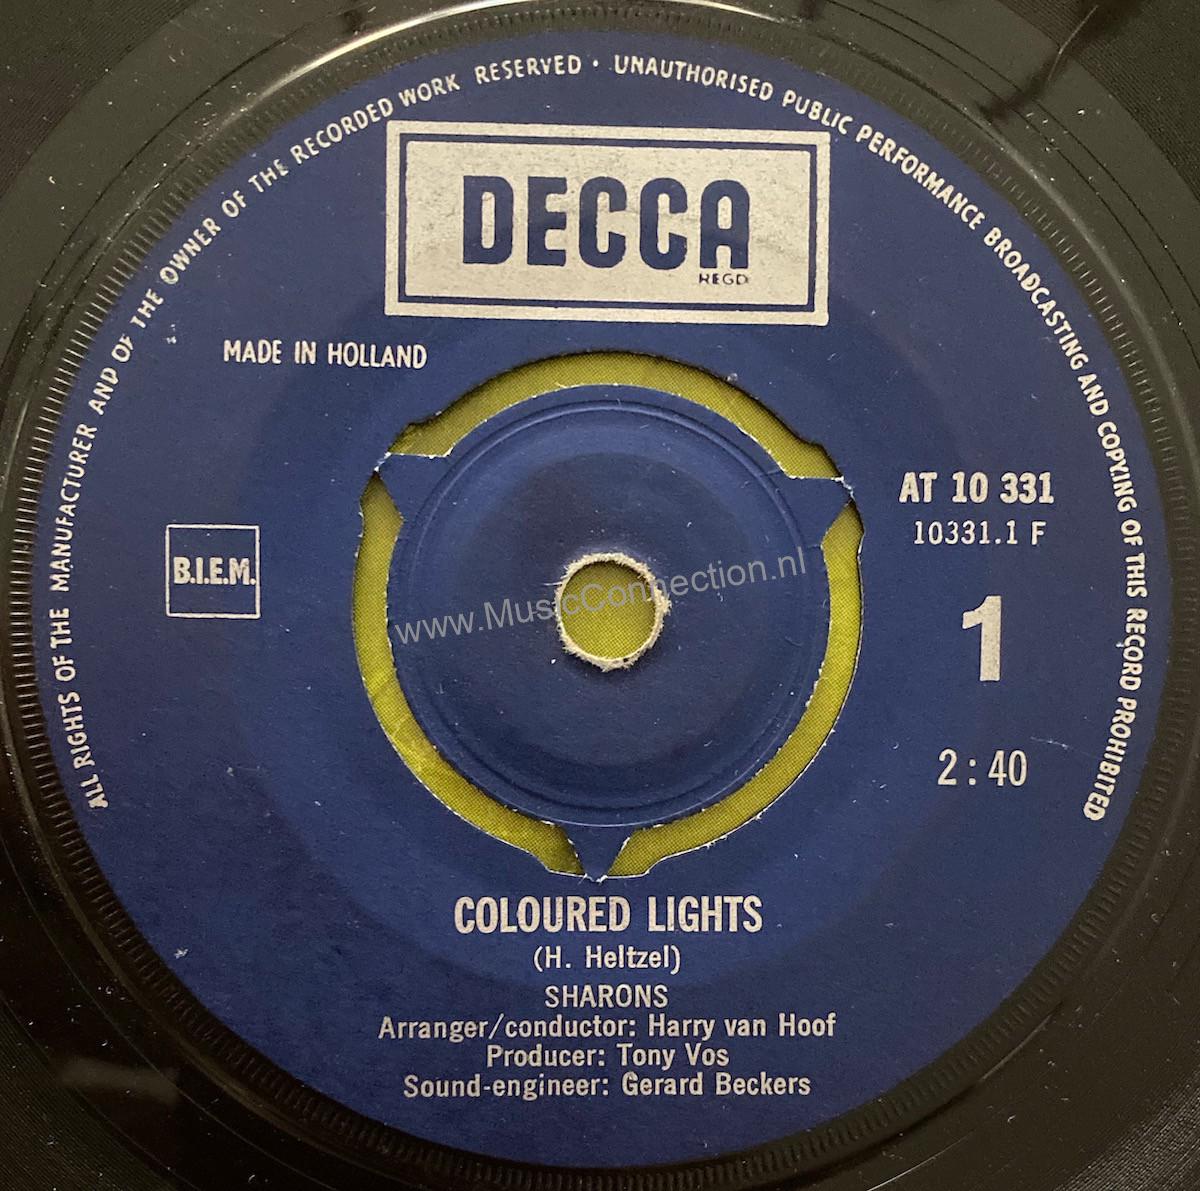 ALL RIGHTS OF THE MANUFACTURER AND OF THE OWNER OF THE RECORDED WORK RESERVED · UNAUTHORISED PUBLIC PERFORMANCE BROADCASTING AND COPYING OF THIS RECORD PROHIBITED
DECCA
REGD
MADE IN HOLLAND
AT 10 331
10331.1 F
B.I.E.M.
www.MusicConnection.nl
1
2:40
COLOURED LIGHTS
(H. Heltzel)
SHARONS
Arranger/conductor: Harry van Hoof
Producer: Tony Vos
Sound-engineer: Gerard Beckers